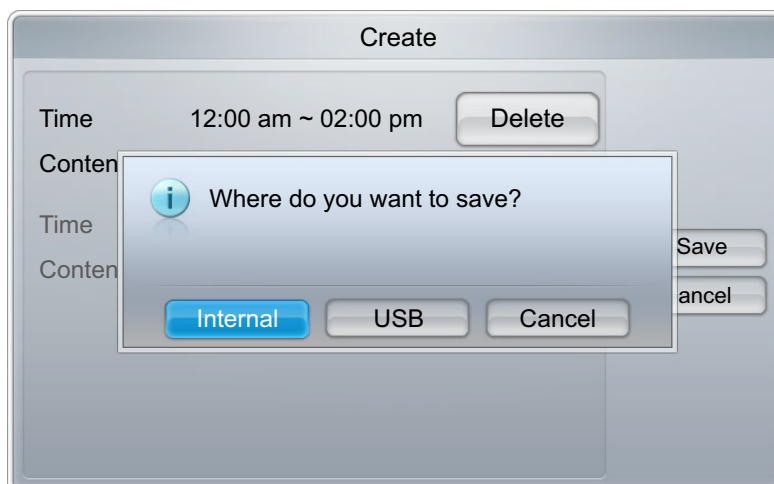 Create
Time 12:00 am ~ 02:00 pm Delete
Conten
Where do you want to save?
Time
Save
Conten
ancel
Internal USB Cancel